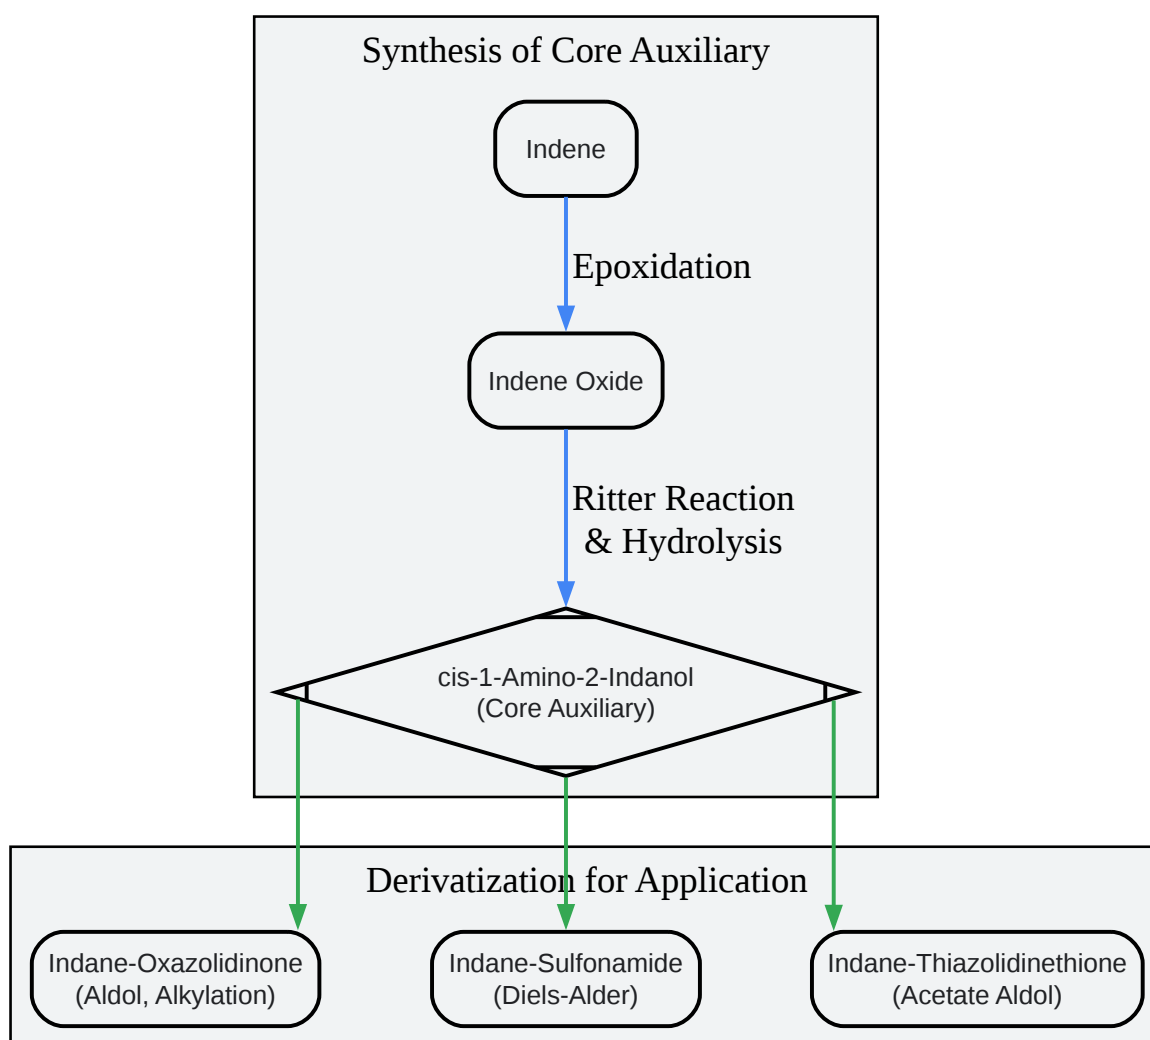 Synthesis of Core Auxiliary
Indene
Epoxidation
Indene Oxide
Ritter Reaction
& Hydrolysis
cis-1-Amino-2-Indanol
(Core Auxiliary)
Derivatization for Application
Indane-Oxazolidinone
(Aldol, Alkylation)
Indane-Sulfonamide
(Diels-Alder)
Indane-Thiazolidinethione
(Acetate Aldol)